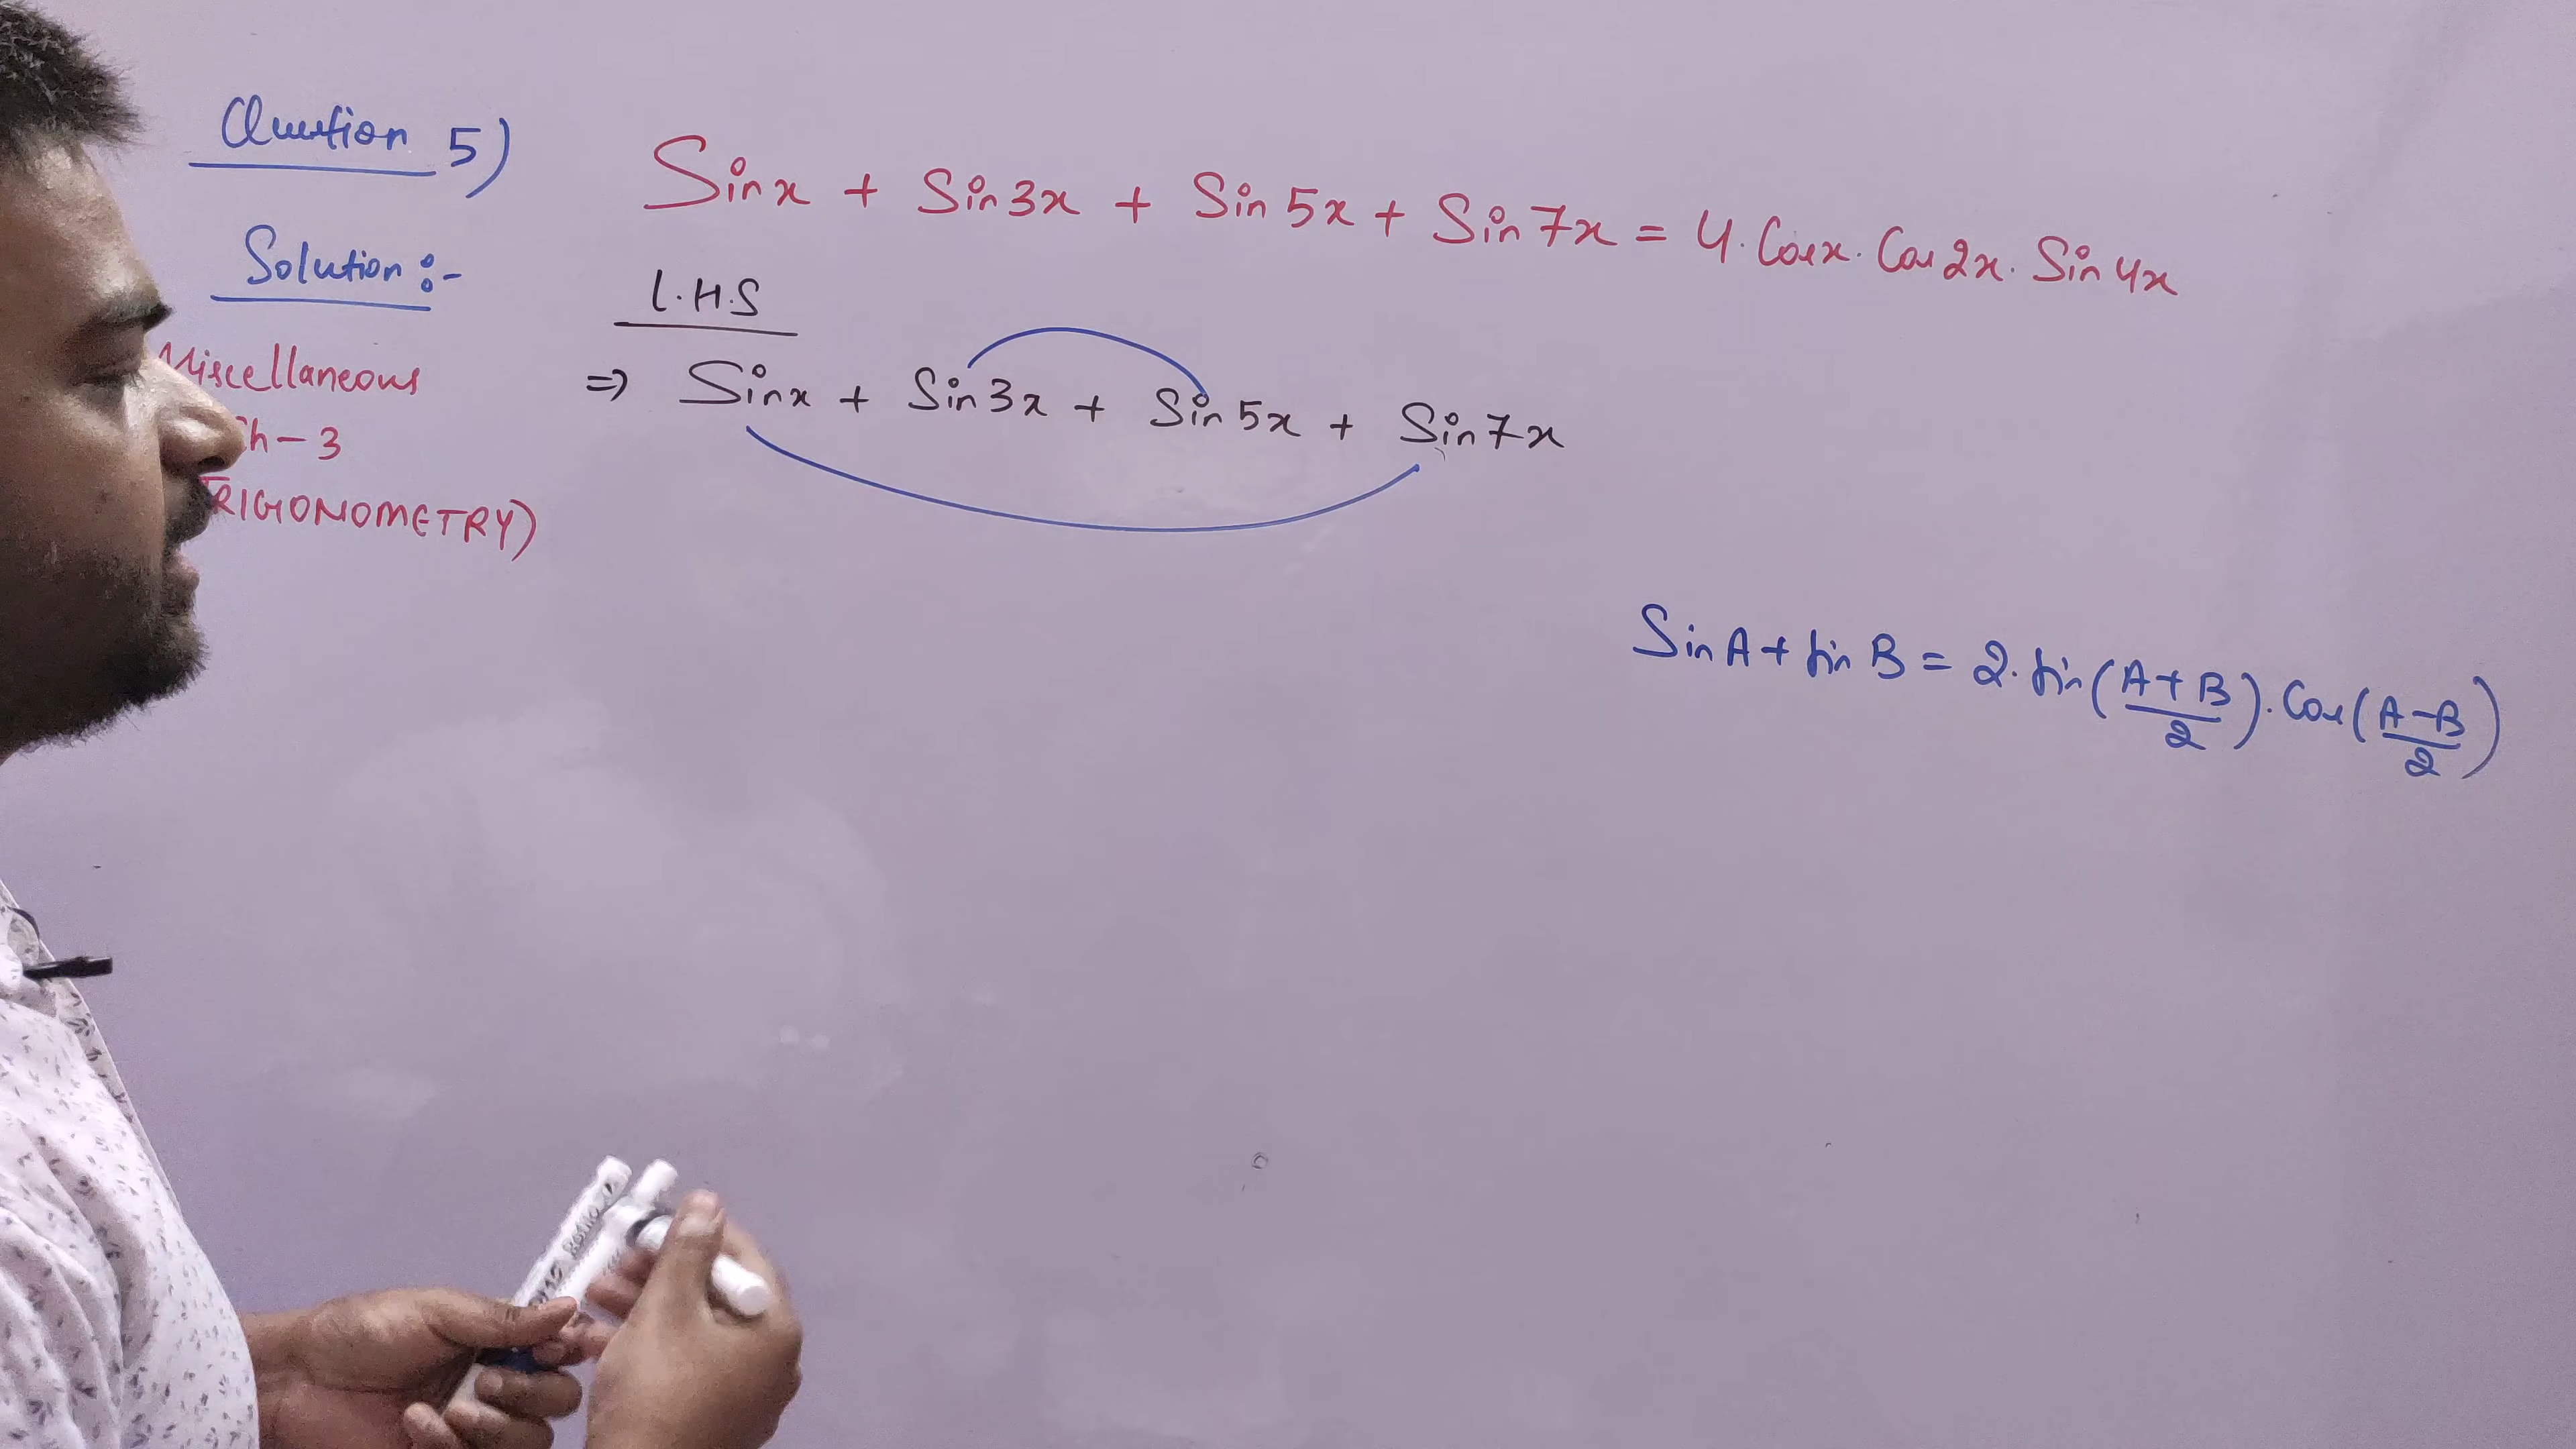 Question 5)
Sinx + Sin3x + Sin5x + Sin7x = 4.Cosx.Cos2x.Sin4x
Solution:-
L.H.S
Miscellaneous
⇒ Sinx + Sin3x + Sin5x + Sin7x
Ch-3
TRIGONOMETRY)
SinA + Sin B = 2.Sin(A+B/2).Cos(A-B/2)